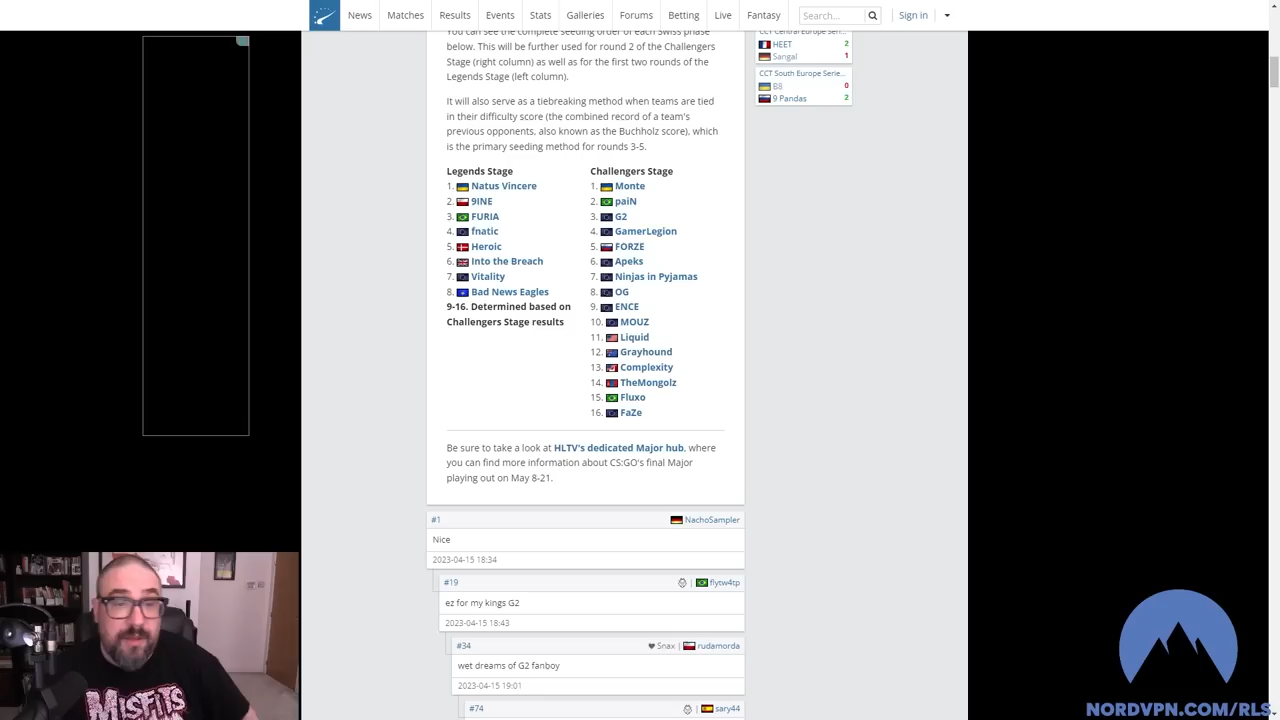 News
Matches
Results
Events
Stats
Galleries
Forums
Betting
Live
Fantasy
Search...
Sign in
You can see the complete seeding order of each Swiss phase
below. This will be further used for round 2 of the Challengers
Stage (right column) as well as for the first two rounds of the
Legends Stage (left column).
It will also serve as a tiebreaking method when teams are tied
in their difficulty score (the combined record of a team's
previous opponents, also known as the Buchholz score), which
is the primary seeding method for rounds 3-5.
Legends Stage
1. Natus Vincere
2. 9INE
3. FURIA
4. fnatic
5. Heroic
6. Into the Breach
7. Vitality
8. Bad News Eagles
9-16. Determined based on
Challengers Stage results
Challengers Stage
1. Monte
2. paiN
3. G2
4. GamerLegion
5. FORZE
6. Apeks
7. Ninjas in Pyjamas
8. OG
9. ENCE
10. MOUZ
11. Liquid
12. Grayhound
13. Complexity
14. TheMongolz
15. Fluxo
16. FaZe
Be sure to take a look at HLTV's dedicated Major hub, where
you can find more information about CS:GO's final Major
playing out on May 8-21.
CCT Central Europe Seri...
HEET 2
Sangal 1
CCT South Europe Serie...
B8 0
9 Pandas 2
#1 NachoSampler
Nice
2023-04-15 18:34
#19 | flytw4tp
ez for my kings G2
2023-04-15 18:43
#34 Snax | rudamorda
wet dreams of G2 fanboy
2023-04-15 19:01
#74 | sary44
MISFITS
NORDVPN.COM/RLS